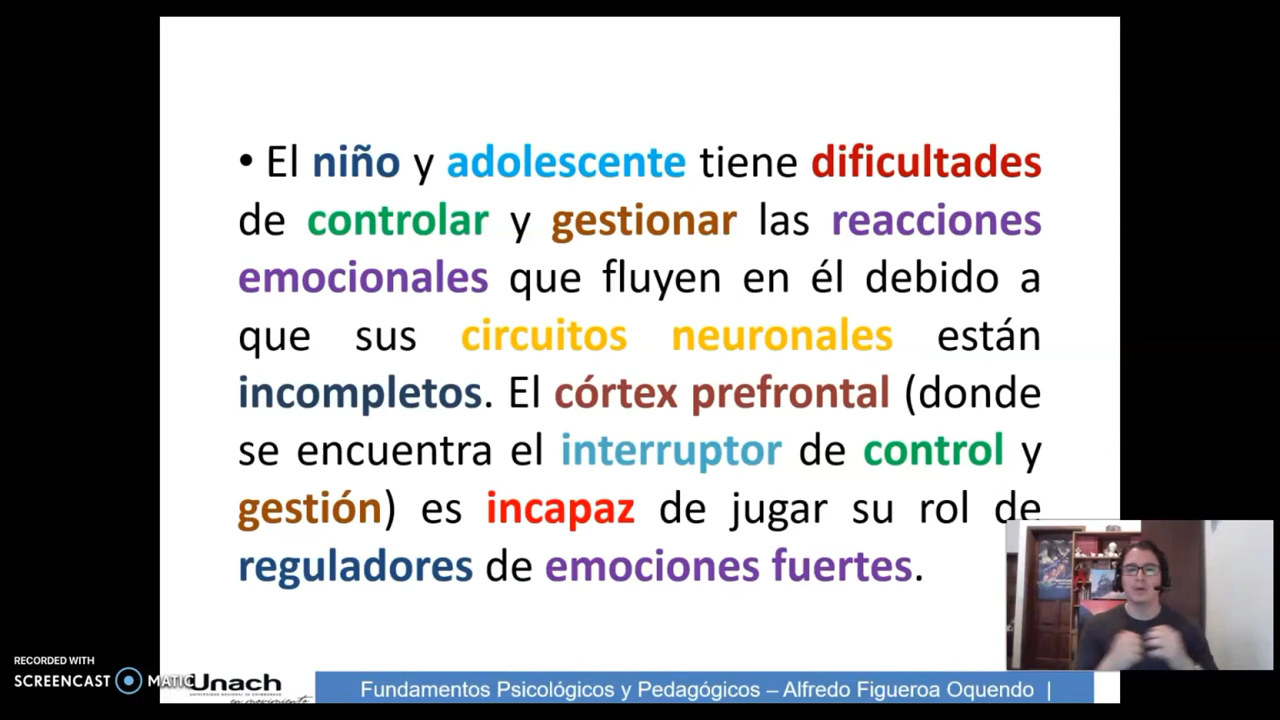 • El niño y adolescente tiene dificultades
de controlar y gestionar las reacciones
emocionales que fluyen en él debido a
que sus circuitos neuronales están
incompletos. El córtex prefrontal (donde
se encuentra el interruptor de control y
gestión) es incapaz de jugar su rol de
reguladores de emociones fuertes.
RECORDED WITH
SCREENCAST MATIC
Unach
en movimiento
Fundamentos Psicológicos y Pedagógicos – Alfredo Figueroa Oquendo |